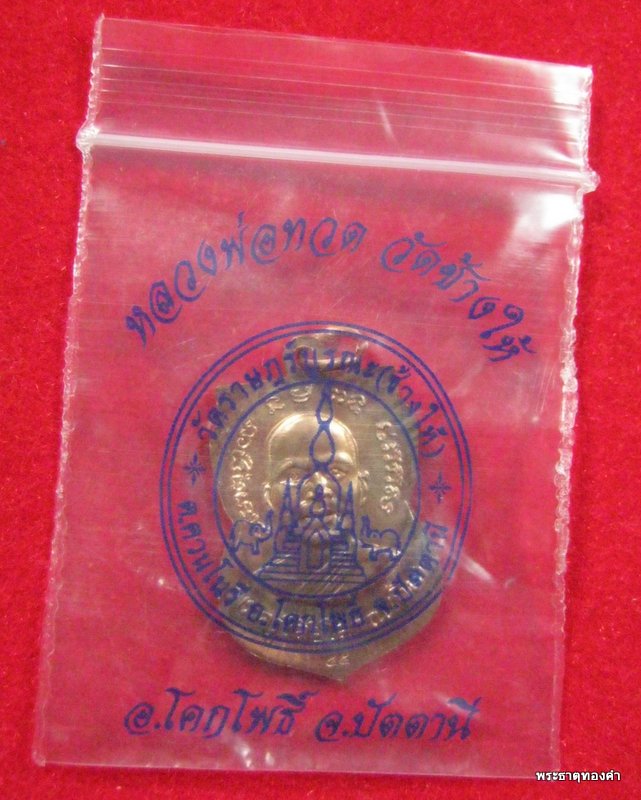 หลวงพ่อทวด วัดช้างให้
วัดราษฎร์บูรณะ(ช้างให้)
ต.ควนโนรี อ.โคกโพธิ์ จ.ปัตตานี
อ.โคกโพธิ์ จ.ปัตตานี
พระธาตุทองคำ